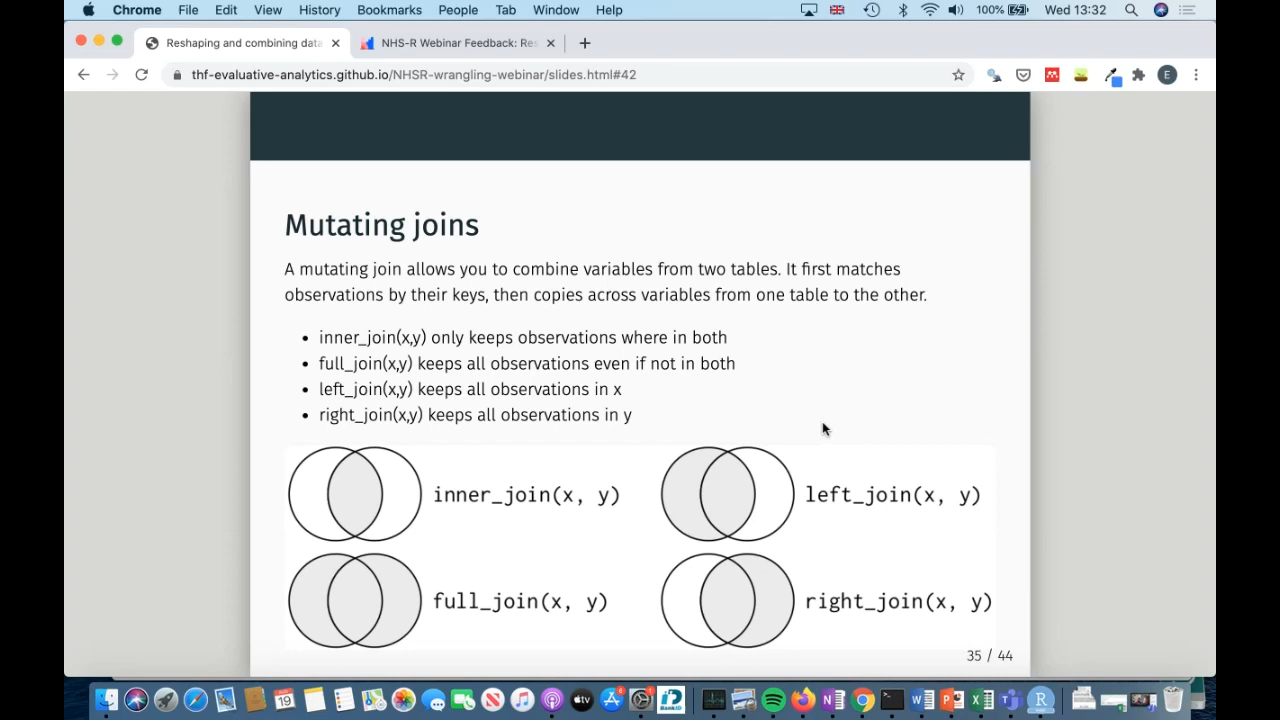 Chrome File Edit View History Bookmarks People Tab Window Help 100% Wed 13:32
Reshaping and combining data NHS-R Webinar Feedback: Res
thf-evaluative-analytics.github.io/NHSR-wrangling-webinar/slides.html#42 E
Mutating joins
A mutating join allows you to combine variables from two tables. It first matches
observations by their keys, then copies across variables from one table to the other.
• inner_join(x,y) only keeps observations where in both
• full_join(x,y) keeps all observations even if not in both
• left_join(x,y) keeps all observations in x
• right_join(x,y) keeps all observations in y
inner_join(x, y) left_join(x, y)
full_join(x, y) right_join(x, y)
35 / 44